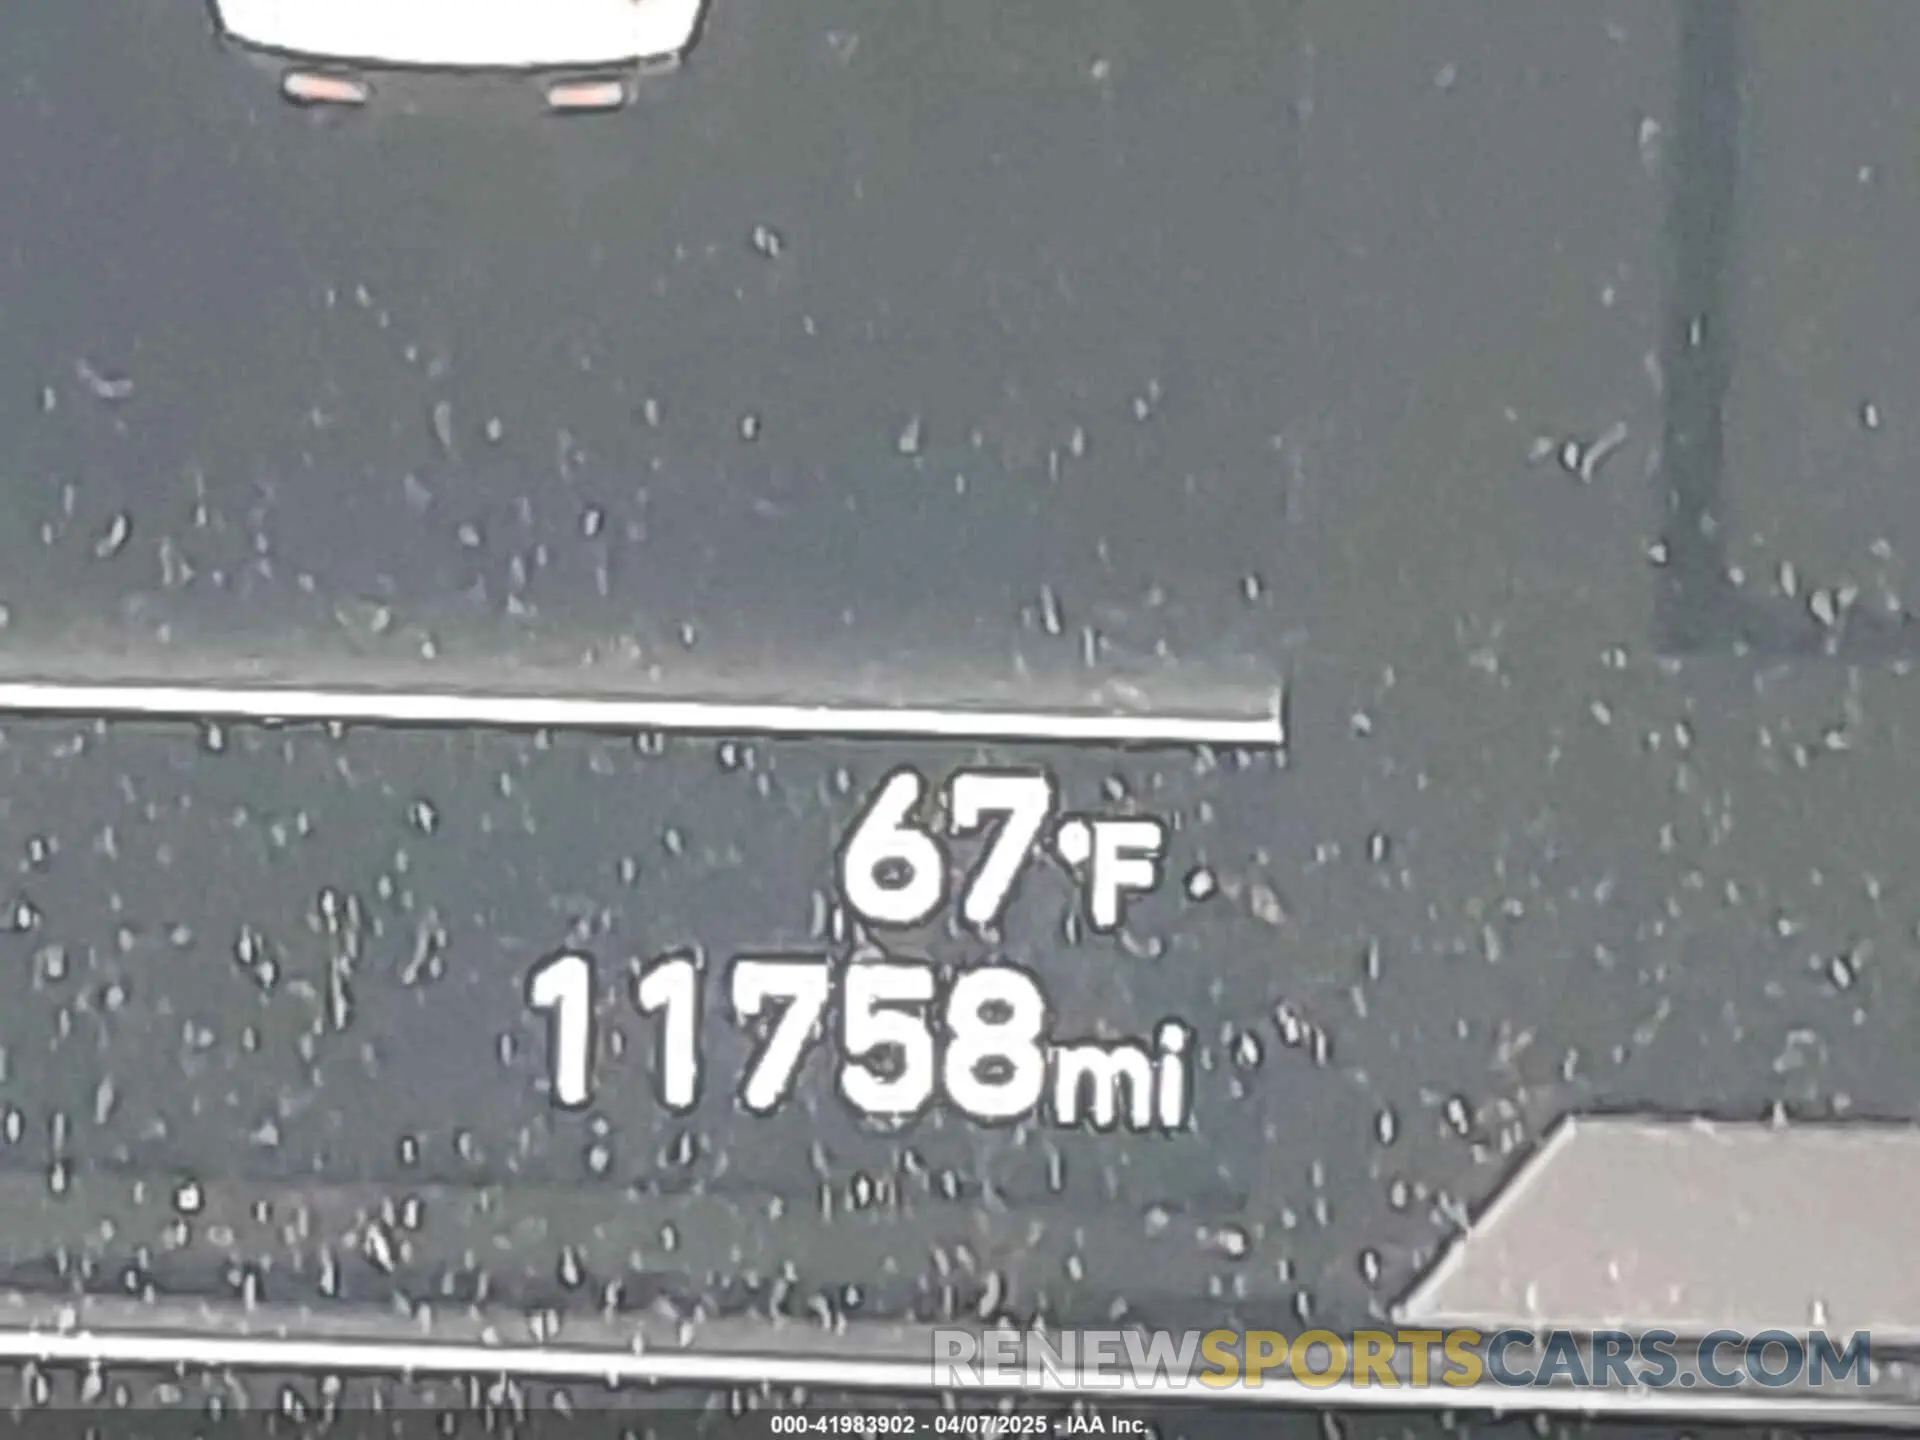 67°F
11758mi
RENEWSPORTSCARS.COM
000-41983902 - 04/07/2025 - IAA Inc.